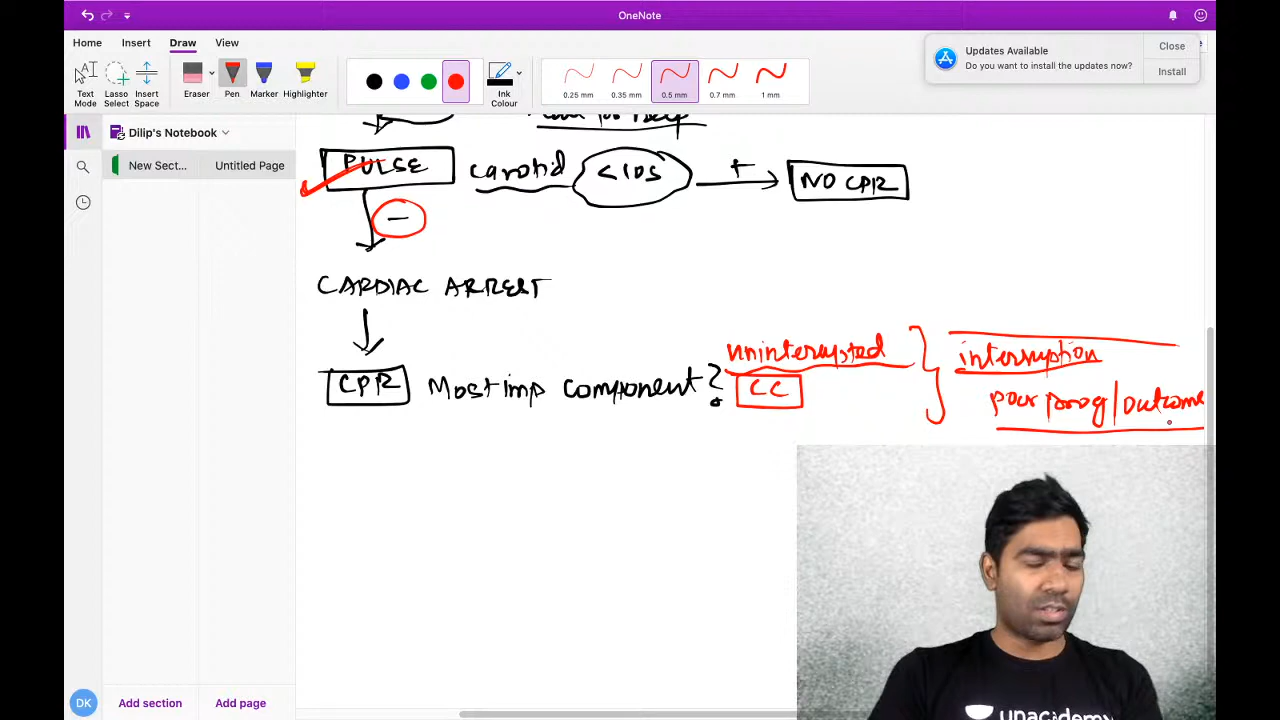 OneNote
Home Insert Draw View
Updates Available
Do you want to install the updates now?
Close
Install
Text Mode
Lasso Select
Insert Space
Eraser
Pen
Marker
Highlighter
Ink Colour
0.25 mm
0.35 mm
0.5 mm
0.7 mm
1 mm
Dilip's Notebook
New Sect...
Untitled Page
for help
PULSE carotid <10s + NO CPR
−
CARDIAC ARREST
uninterrupted
interruption
CPR Most imp component? CC
poor prog/outcome
unacademy
DK
Add section
Add page